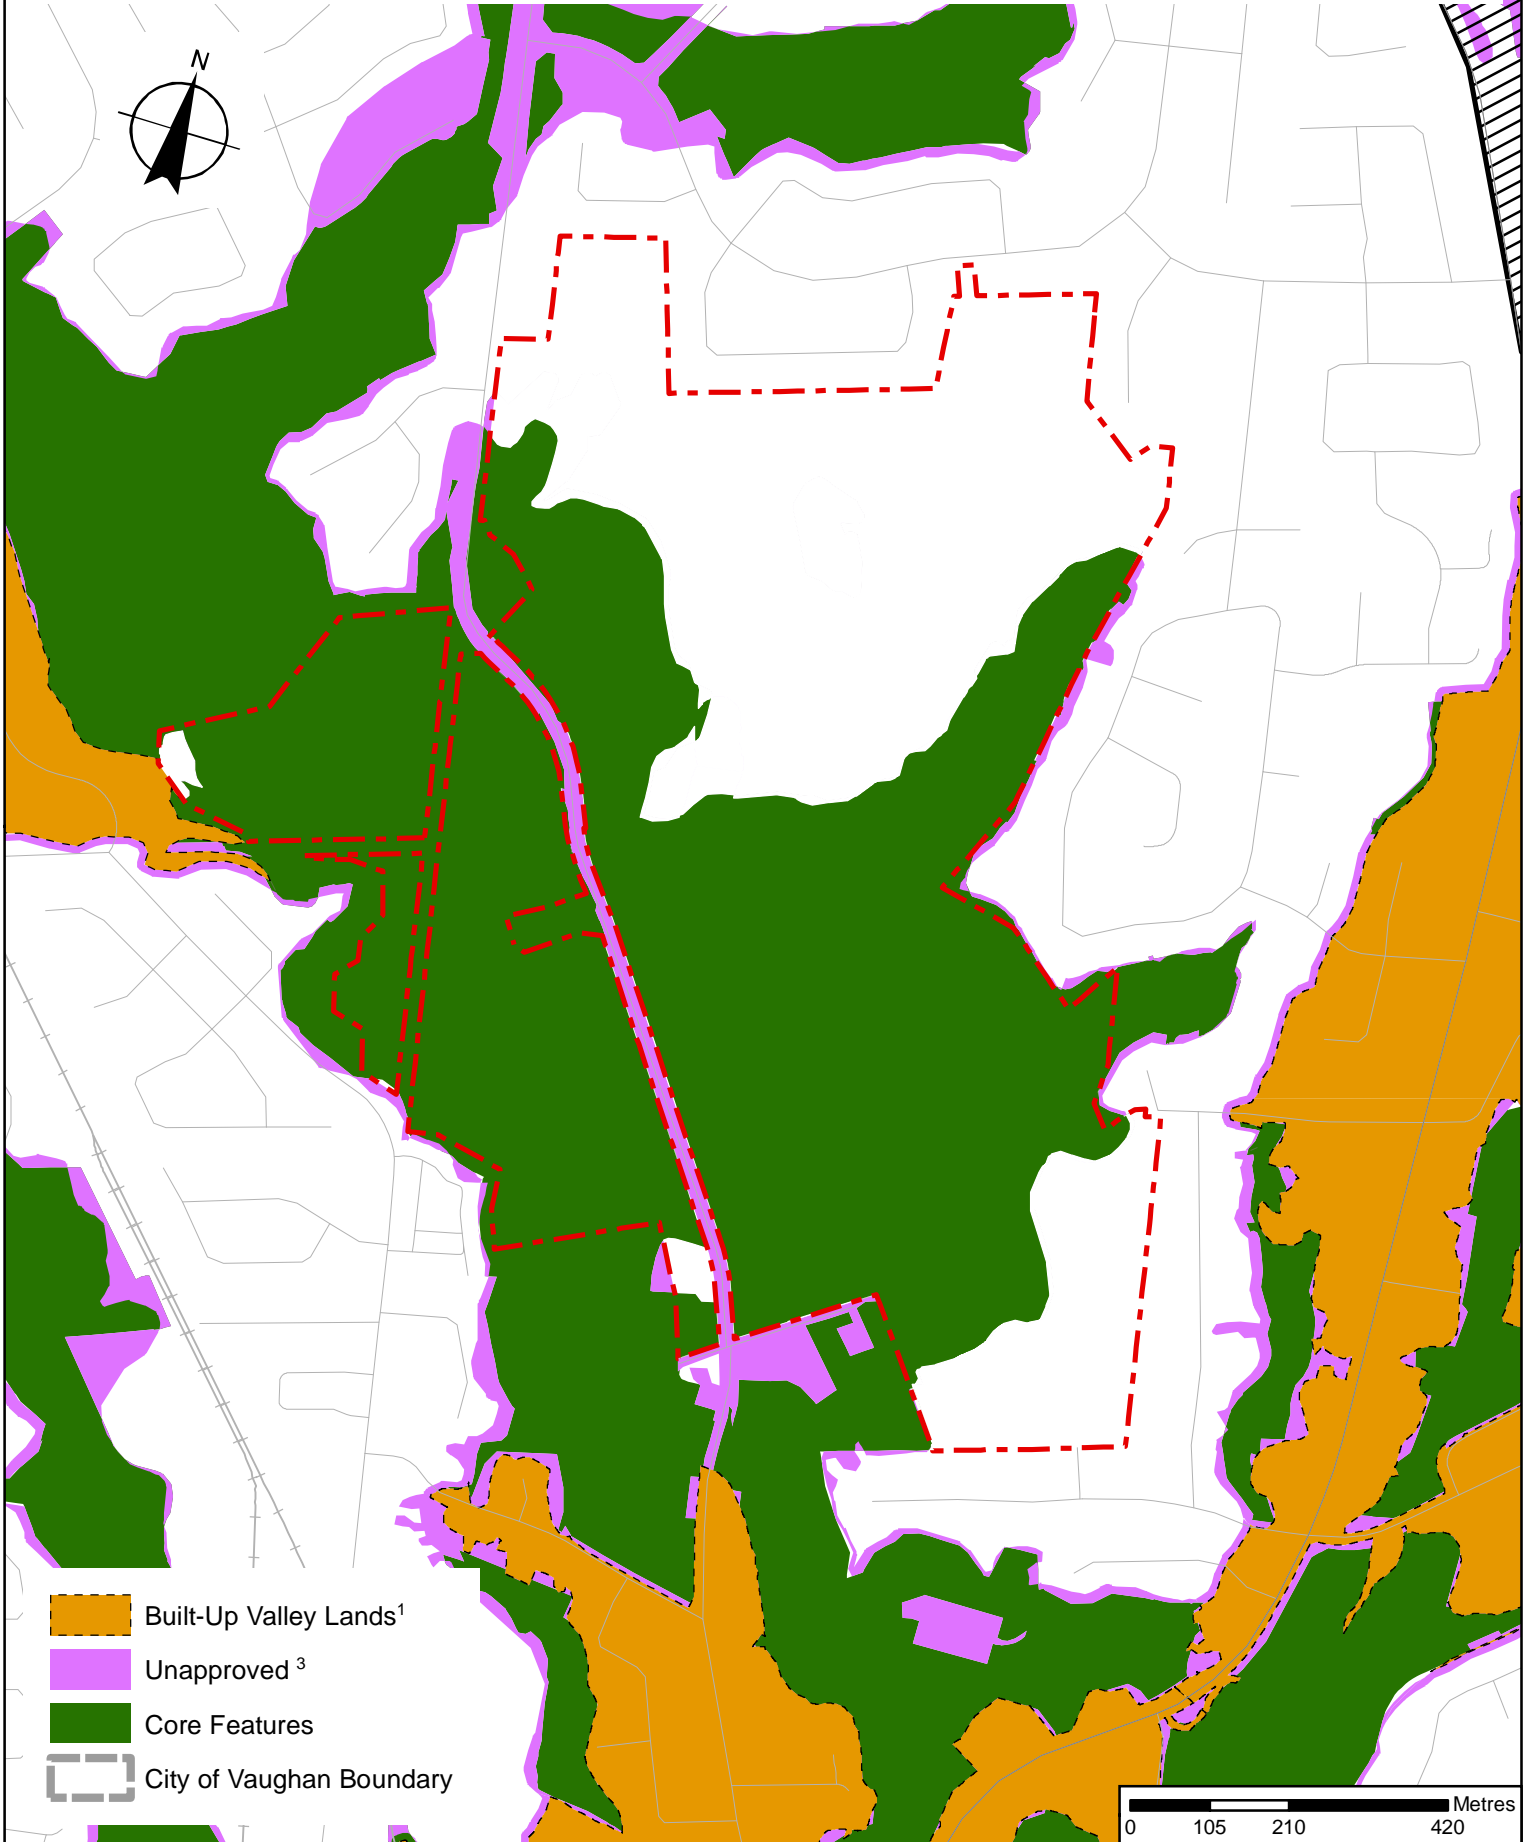 N
Built-Up Valley Lands1
Unapproved 3
Core Features
City of Vaughan Boundary
Metres
0 105 210 420